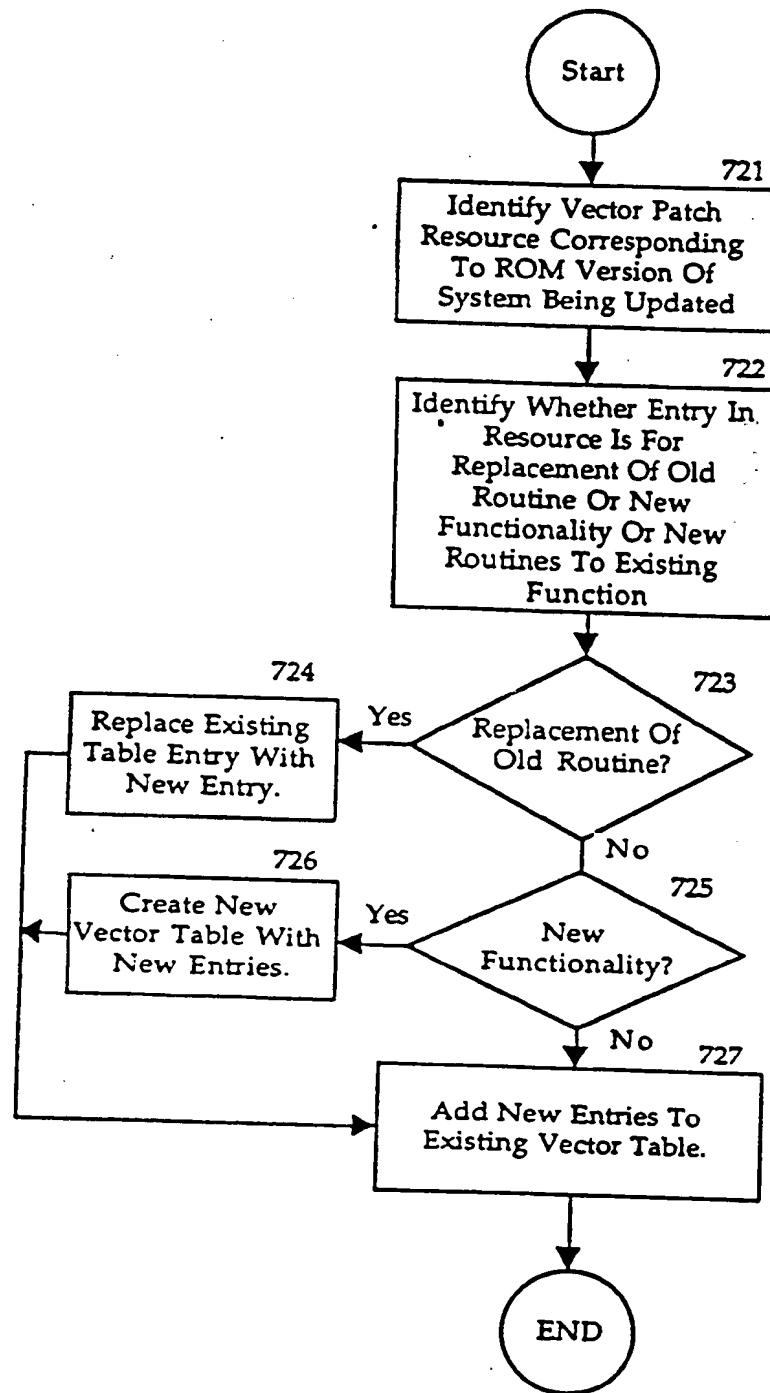 Start
721
Identify Vector Patch
Resource Corresponding
To ROM Version Of
System Being Updated
722
Identify Whether Entry In
Resource Is For
Replacement Of Old
Routine Or New
Functionality Or New
Routines To Existing
Function
723
Replacement Of
Old Routine?
Yes
724
Replace Existing
Table Entry With
New Entry.
No
725
New
Functionality?
Yes
726
Create New
Vector Table With
New Entries.
No
727
Add New Entries To
Existing Vector Table.
END